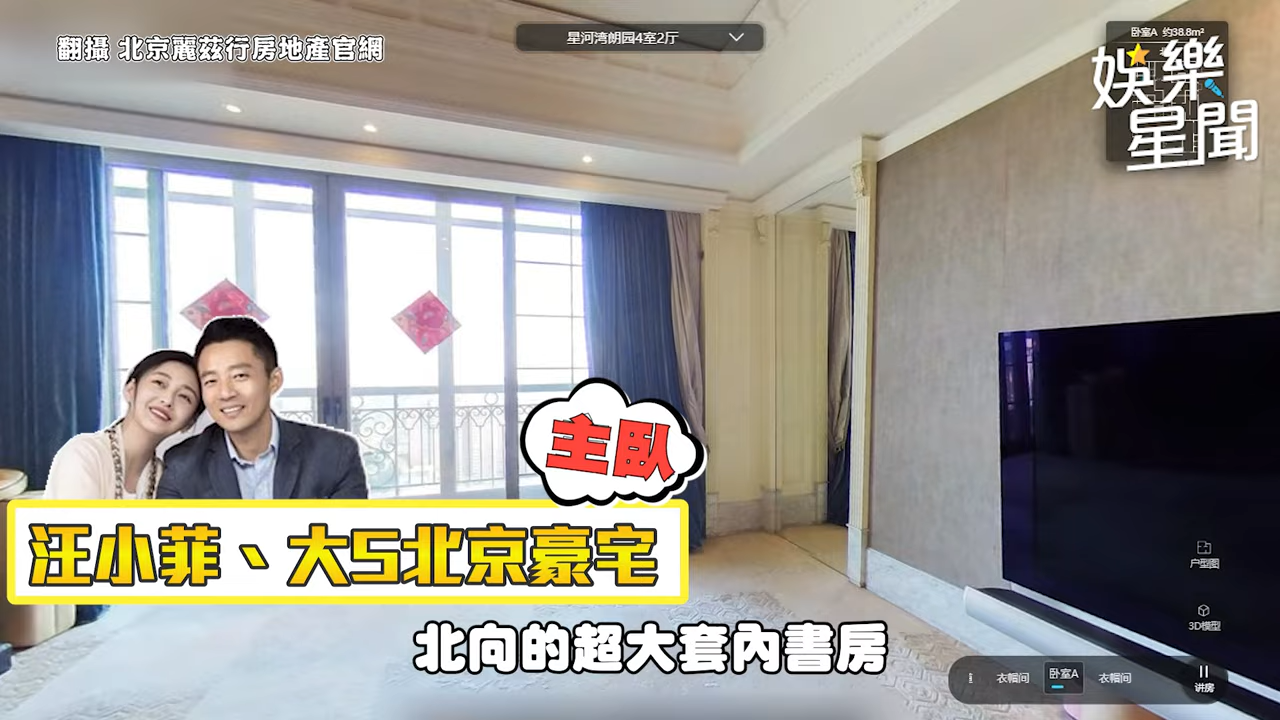 翻攝 北京麗茲行房地產官網
星河湾朗园4室2厅
卧室A 约38.8m²
娛樂
星聞
主臥
汪小菲、大S北京豪宅
北向的超大套內書房
户型图
3D模型
衣帽间
卧室A
衣帽间
讲房